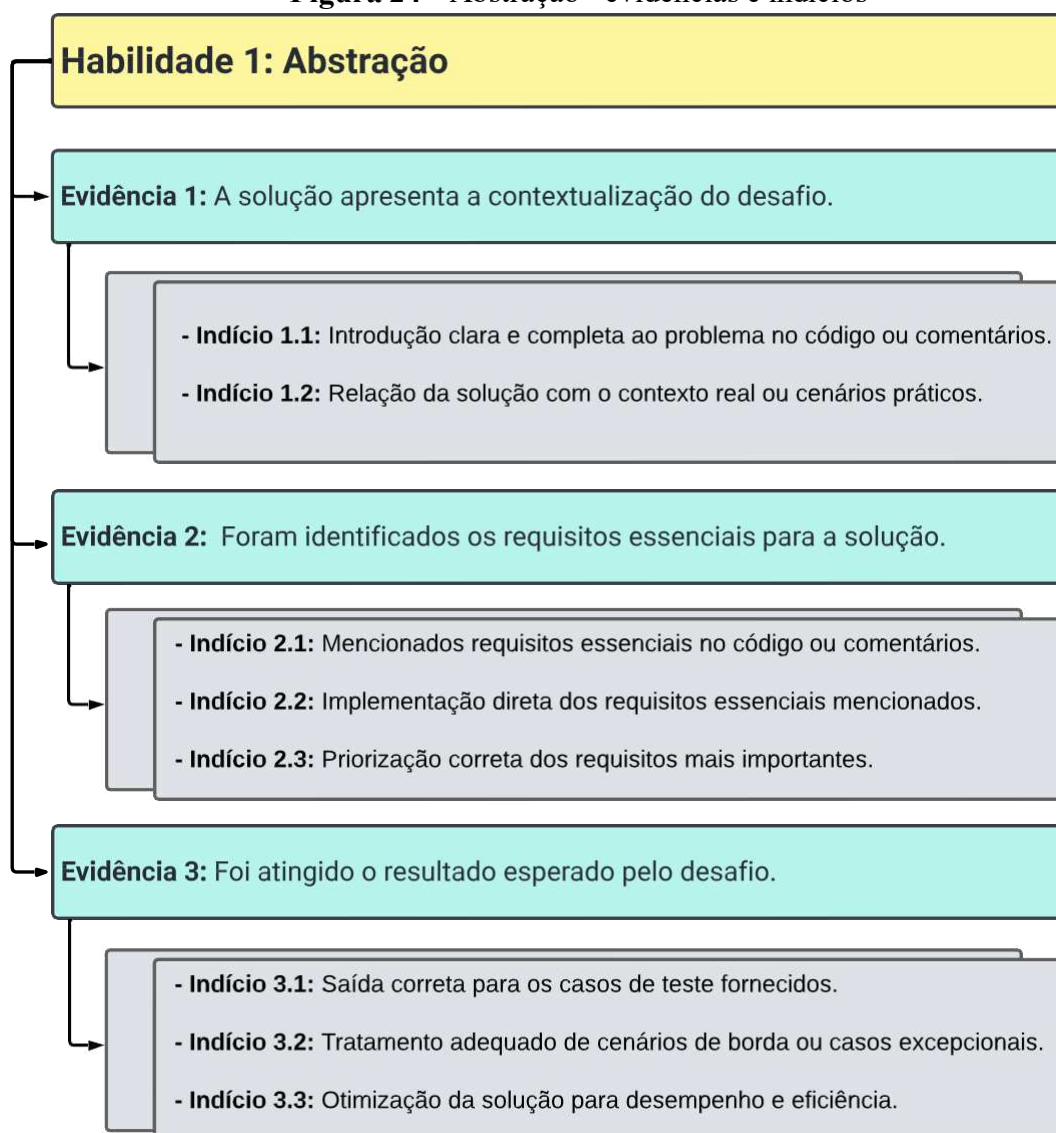 Figura 24 - Abstração - evidências e indícios
Habilidade 1: Abstração
Evidência 1: A solução apresenta a contextualização do desafio.
- Indício 1.1: Introdução clara e completa ao problema no código ou comentários.
- Indício 1.2: Relação da solução com o contexto real ou cenários práticos.
Evidência 2: Foram identificados os requisitos essenciais para a solução.
- Indício 2.1: Mencionados requisitos essenciais no código ou comentários.
- Indício 2.2: Implementação direta dos requisitos essenciais mencionados.
- Indício 2.3: Priorização correta dos requisitos mais importantes.
Evidência 3: Foi atingido o resultado esperado pelo desafio.
- Indício 3.1: Saída correta para os casos de teste fornecidos.
- Indício 3.2: Tratamento adequado de cenários de borda ou casos excepcionais.
- Indício 3.3: Otimização da solução para desempenho e eficiência.